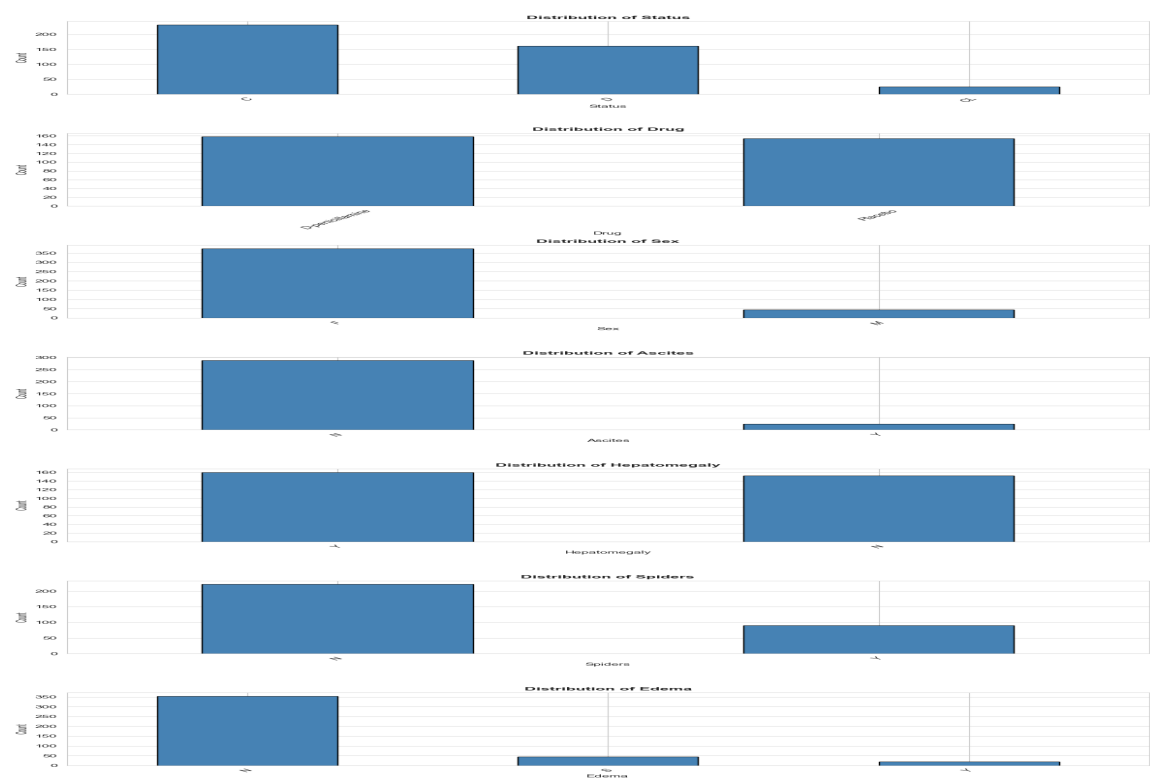 Distribution of Status
200
150
100
50
0
Count
C
D
CL
Status
Distribution of Drug
160
140
120
100
80
60
40
20
0
Count
D-penicillamine
Placebo
Drug
Distribution of Sex
350
300
250
200
150
100
50
0
Count
F
M
Sex
Distribution of Ascites
300
250
200
150
100
50
0
Count
N
Y
Ascites
Distribution of Hepatomegaly
160
140
120
100
80
60
40
20
0
Count
Y
N
Hepatomegaly
Distribution of Spiders
200
150
100
50
0
Count
N
Y
Spiders
Distribution of Edema
350
300
250
200
150
100
50
0
Count
N
S
Y
Edema